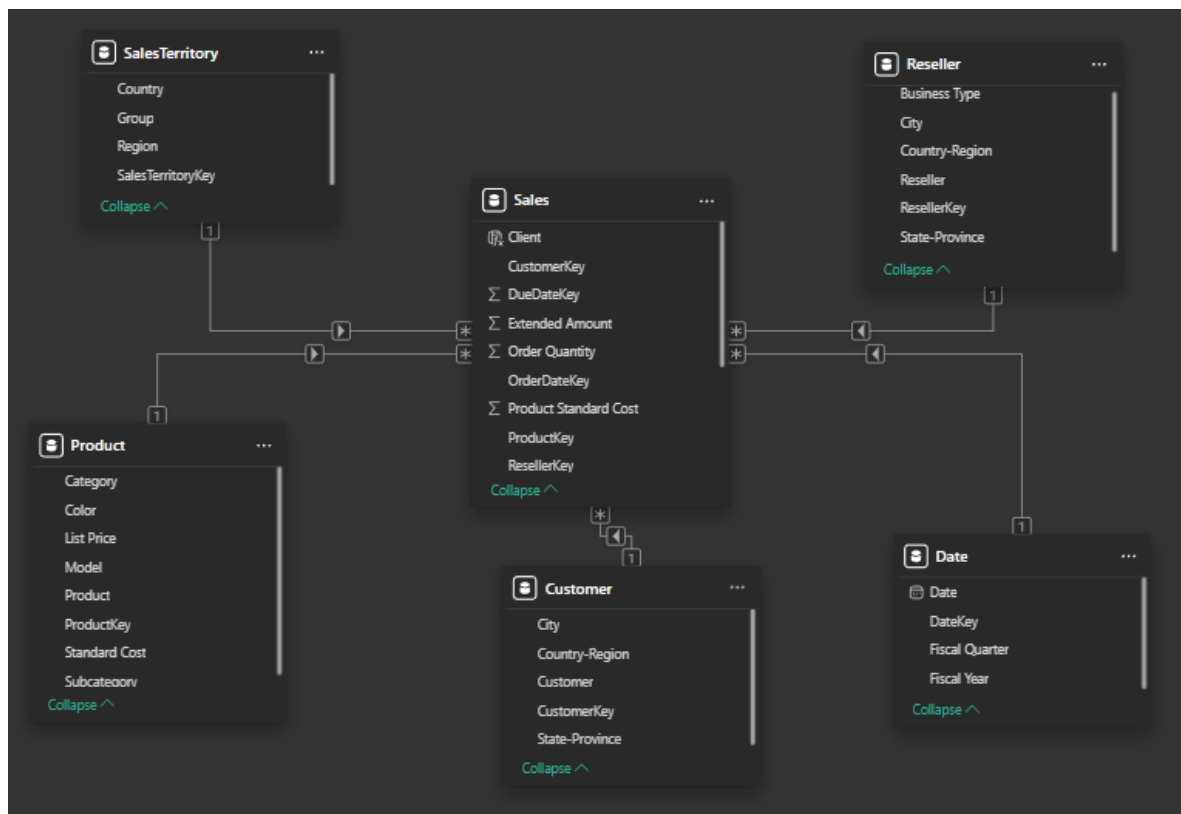 SalesTerritory
Country
Group
Region
SalesTerritoryKey
Collapse
1
Reseller
Business Type
City
Country-Region
Reseller
ResellerKey
State-Province
Collapse
1
Sales
Client
CustomerKey
Σ DueDateKey
Σ Extended Amount
Σ Order Quantity
OrderDateKey
Σ Product Standard Cost
ProductKey
ResellerKey
Collapse
*
*
*
*
*
1
Product
Category
Color
List Price
Model
Product
ProductKey
Standard Cost
Subcategory
Collapse
1
Customer
City
Country-Region
Customer
CustomerKey
State-Province
Collapse
1
Date
Date
DateKey
Fiscal Quarter
Fiscal Year
Collapse